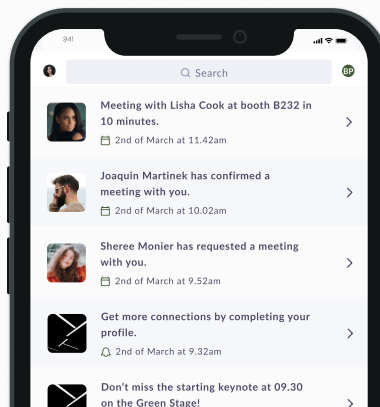 9:41
Search
BP
Meeting with Lisha Cook at booth B232 in
10 minutes.
2nd of March at 11.42am
Joaquin Martinek has confirmed a
meeting with you.
2nd of March at 10.02am
Sheree Monier has requested a meeting
with you.
2nd of March at 9.52am
Get more connections by completing your
profile.
2nd of March at 9.32am
Don’t miss the starting keynote at 09.30
on the Green Stage!